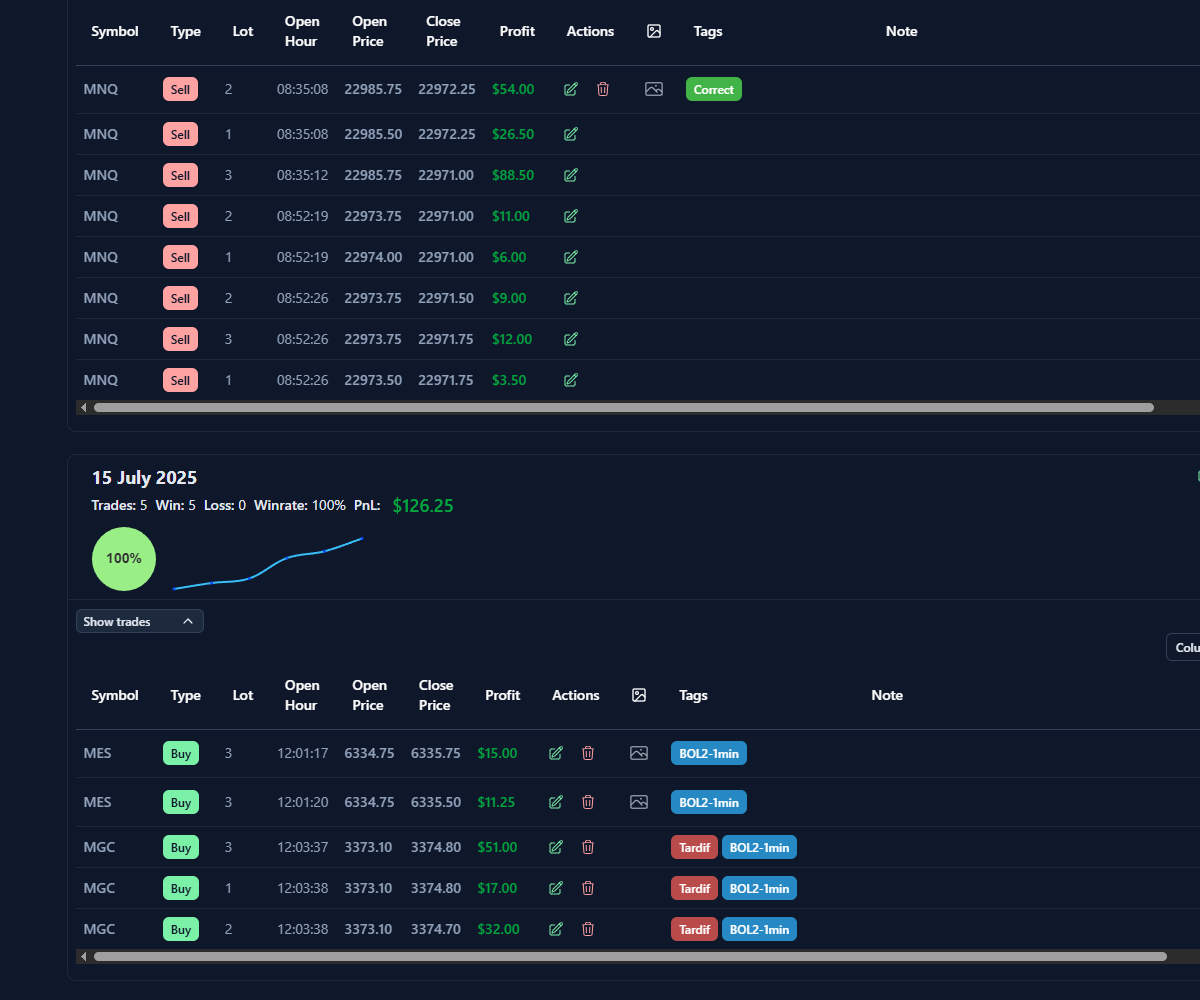 Symbol Type Lot Open Hour Open Price Close Price Profit Actions Tags Note
MNQ Sell 2 08:35:08 22985.75 22972.25 $54.00 Correct
MNQ Sell 1 08:35:08 22985.50 22972.25 $26.50
MNQ Sell 3 08:35:12 22985.75 22971.00 $88.50
MNQ Sell 2 08:52:19 22973.75 22971.00 $11.00
MNQ Sell 1 08:52:19 22974.00 22971.00 $6.00
MNQ Sell 2 08:52:26 22973.75 22971.50 $9.00
MNQ Sell 3 08:52:26 22973.75 22971.75 $12.00
MNQ Sell 1 08:52:26 22973.50 22971.75 $3.50
15 July 2025
Trades: 5 Win: 5 Loss: 0 Winrate: 100% PnL: $126.25
100%
Show trades
Colu
Symbol Type Lot Open Hour Open Price Close Price Profit Actions Tags Note
MES Buy 3 12:01:17 6334.75 6335.75 $15.00 BOL2-1min
MES Buy 3 12:01:20 6334.75 6335.50 $11.25 BOL2-1min
MGC Buy 3 12:03:37 3373.10 3374.80 $51.00 Tardif BOL2-1min
MGC Buy 1 12:03:38 3373.10 3374.80 $17.00 Tardif BOL2-1min
MGC Buy 2 12:03:38 3373.10 3374.70 $32.00 Tardif BOL2-1min